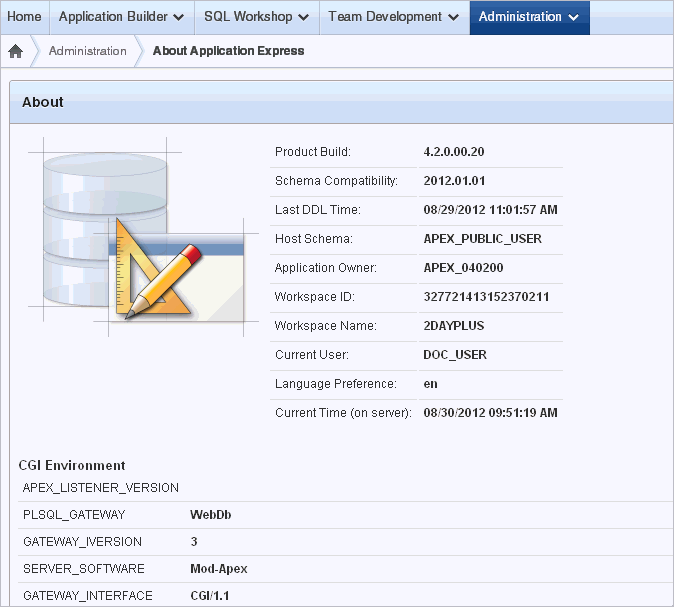 Home Application Builder SQL Workshop Team Development Administration
Administration About Application Express
About
Product Build: 4.2.0.00.20
Schema Compatibility: 2012.01.01
Last DDL Time: 08/29/2012 11:01:57 AM
Host Schema: APEX_PUBLIC_USER
Application Owner: APEX_040200
Workspace ID: 327721413152370211
Workspace Name: 2DAYPLUS
Current User: DOC_USER
Language Preference: en
Current Time (on server): 08/30/2012 09:51:19 AM
CGI Environment
APEX_LISTENER_VERSION
PLSQL_GATEWAY WebDb
GATEWAY_IVERSION 3
SERVER_SOFTWARE Mod-Apex
GATEWAY_INTERFACE CGI/1.1